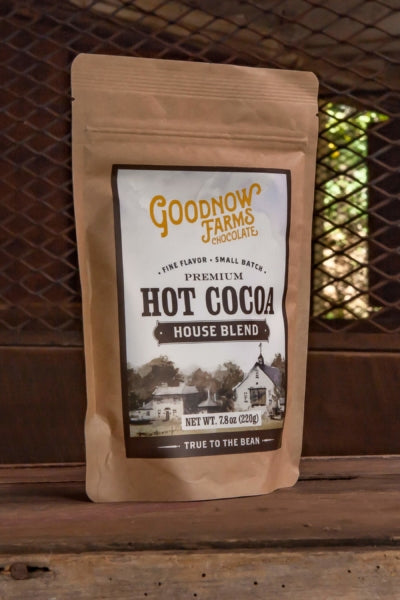 GOODNOW
FARMS
CHOCOLATE
• FINE FLAVOR • SMALL BATCH •
PREMIUM
HOT COCOA
HOUSE BLEND
NET WT. 7.8 oz (220g)
TRUE TO THE BEAN